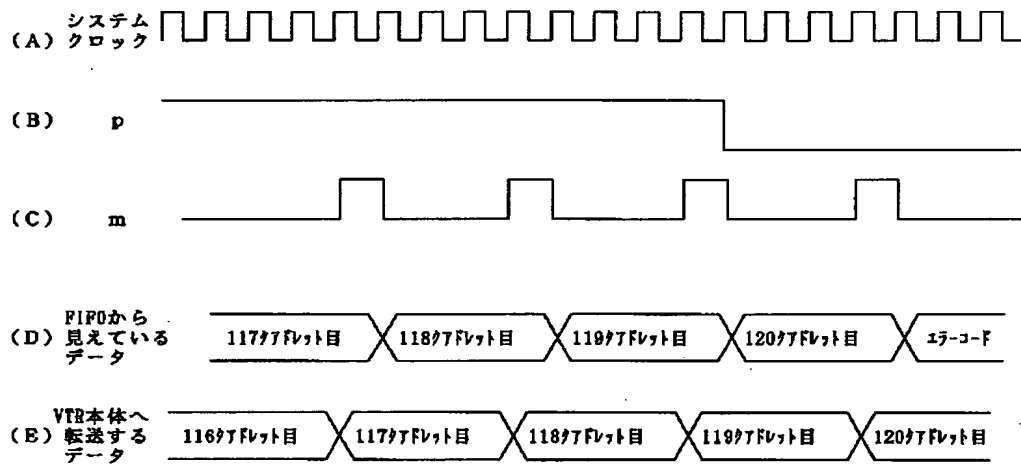 (A) システム
クロック
(B) p
(C) m
(D) FIFOから
見えている
データ
117クアドレット目 118クアドレット目 119クアドレット目 120クアドレット目 エラーコード
(E) VTR本体へ
転送する
データ
116クアドレット目 117クアドレット目 118クアドレット目 119クアドレット目 120クアドレット目